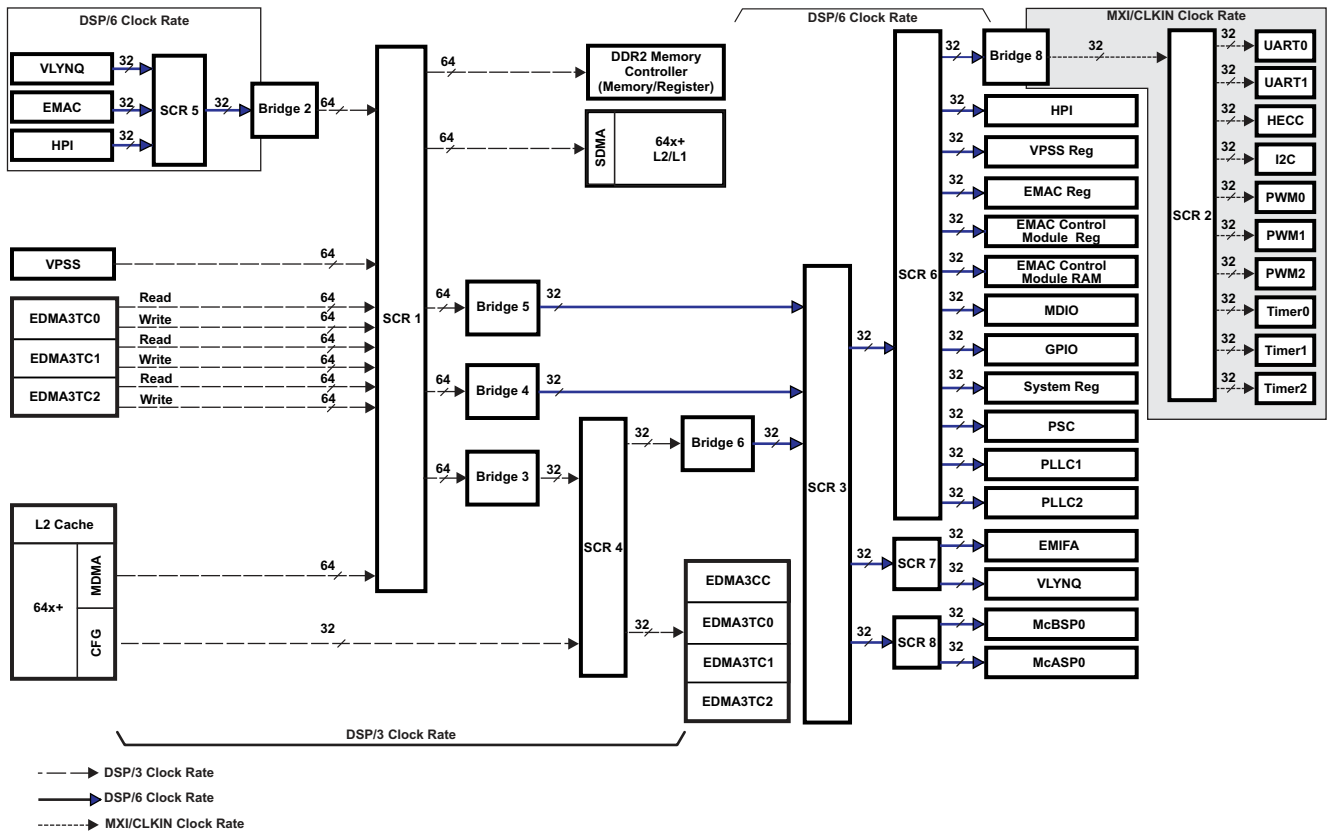 DSP/6 Clock Rate
VLYNQ
32
EMAC
32
HPI
32
SCR 5
32
Bridge 2
64
VPSS
64
EDMA3TC0
EDMA3TC1
EDMA3TC2
Read
64
Write
64
Read
64
Write
64
Read
64
Write
64
L2 Cache
64x+
MDMA
CFG
64
32
SCR 1
64
DDR2 Memory
Controller
(Memory/Register)
64
SDMA
64x+
L2/L1
64
Bridge 5
32
64
Bridge 4
32
64
Bridge 3
32
SCR 4
32
Bridge 6
32
32
EDMA3CC
EDMA3TC0
EDMA3TC1
EDMA3TC2
SCR 3
32
32
32
DSP/6 Clock Rate
SCR 6
32
Bridge 8
32
32
HPI
32
VPSS Reg
32
EMAC Reg
32
EMAC Control
Module Reg
32
EMAC Control
Module RAM
32
MDIO
32
GPIO
32
System Reg
32
PSC
32
PLLC1
32
PLLC2
SCR 7
32
EMIFA
32
VLYNQ
SCR 8
32
McBSP0
32
McASP0
MXI/CLKIN Clock Rate
SCR 2
32
UART0
32
UART1
32
HECC
32
I2C
32
PWM0
32
PWM1
32
PWM2
32
Timer0
32
Timer1
32
Timer2
DSP/3 Clock Rate
DSP/3 Clock Rate
DSP/6 Clock Rate
MXI/CLKIN Clock Rate